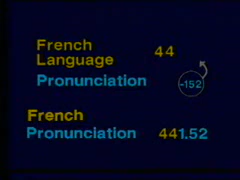 French
Language 44
Pronunciation -152
French
Pronunciation 441.52